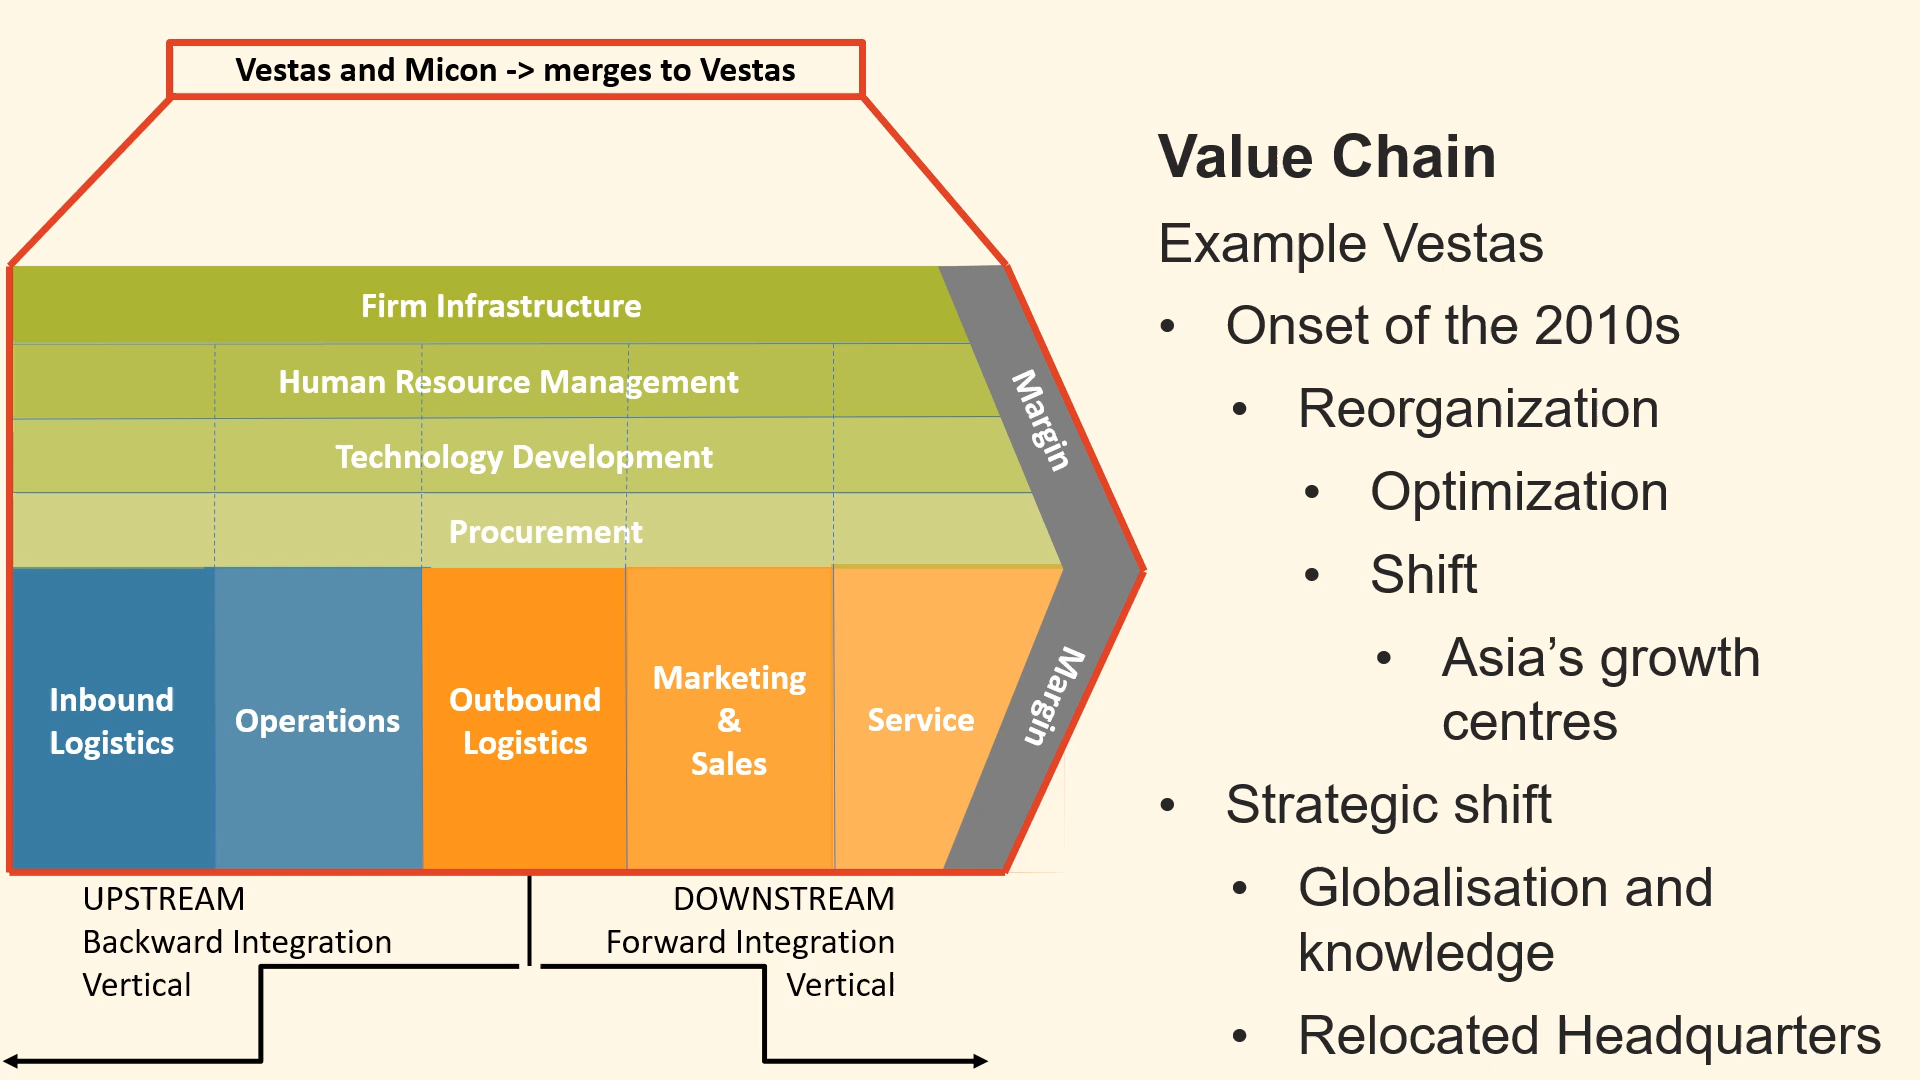 Vestas and Micon -> merges to Vestas
Firm Infrastructure
Human Resource Management
Technology Development
Procurement
Margin
Margin
Inbound
Logistics
Operations
Outbound
Logistics
Marketing
&
Sales
Service
UPSTREAM
Backward Integration
Vertical
DOWNSTREAM
Forward Integration
Vertical
Value Chain
Example Vestas
• Onset of the 2010s
• Reorganization
• Optimization
• Shift
• Asia’s growth
centres
• Strategic shift
• Globalisation and
knowledge
• Relocated Headquarters